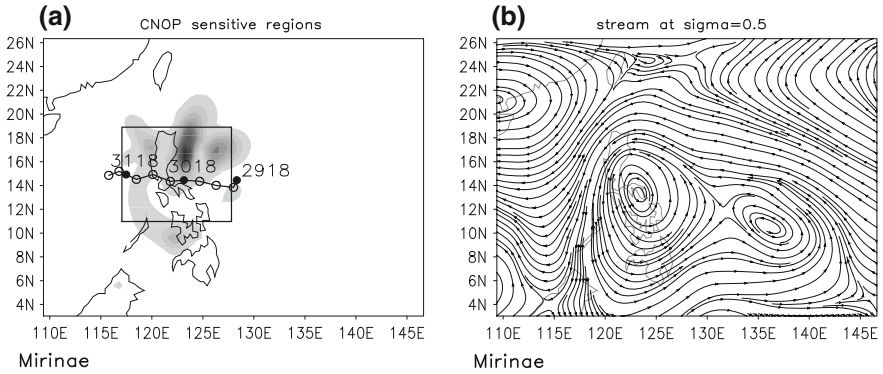 (a)
CNOP sensitive regions
26N
24N
22N
20N
18N
16N
14N
12N
10N
8N
6N
4N
3118
3018
2918
110E 115E 120E 125E 130E 135E 140E 145E
Mirinae
(b)
stream at sigma=0.5
26N
24N
22N
20N
18N
16N
14N
12N
10N
8N
6N
4N
110E 115E 120E 125E 130E 135E 140E 145E
Mirinae